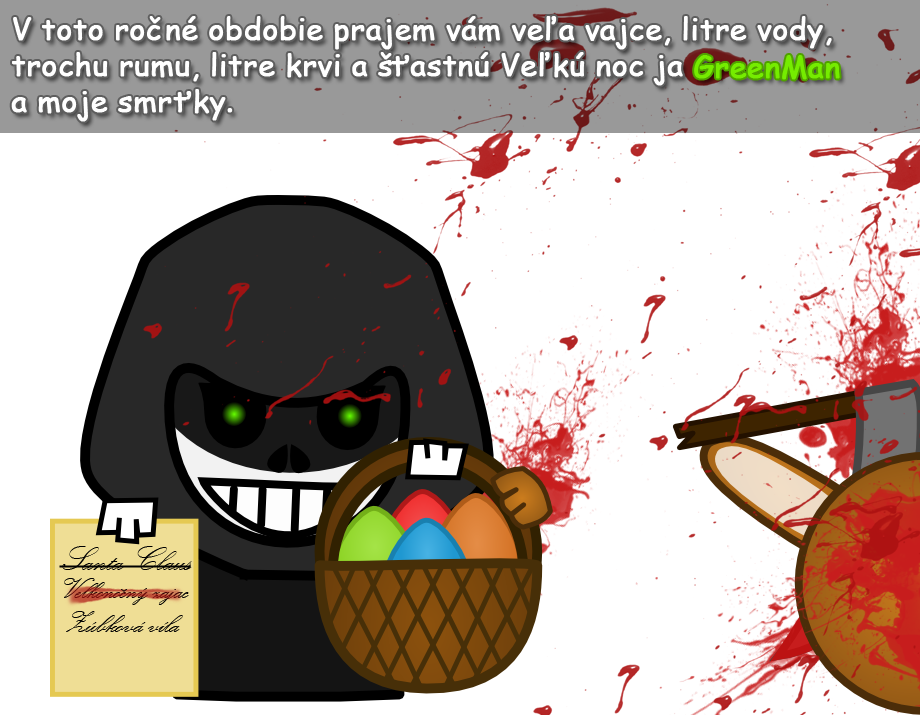 V toto ročné obdobie prajem vám veľa vajce, litre vody,
trochu rumu, litre krvi a šťastnú Veľkú noc ja GreenMan
a moje smrťky.
Santa Claus
Veľkonočný zajac
Zúbková víla